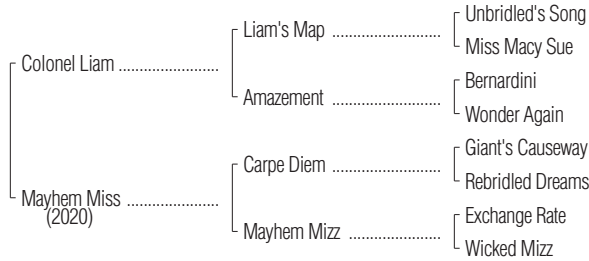 Unbridled's Song
Liam's Map ........................
Miss Macy Sue
Colonel Liam ......................
Bernardini
Amazement ........................
Wonder Again
Giant's Causeway
Carpe Diem ........................
Rebridled Dreams
Mayhem Miss ....................
(2020)
Exchange Rate
Mayhem Mizz ....................
Wicked Mizz